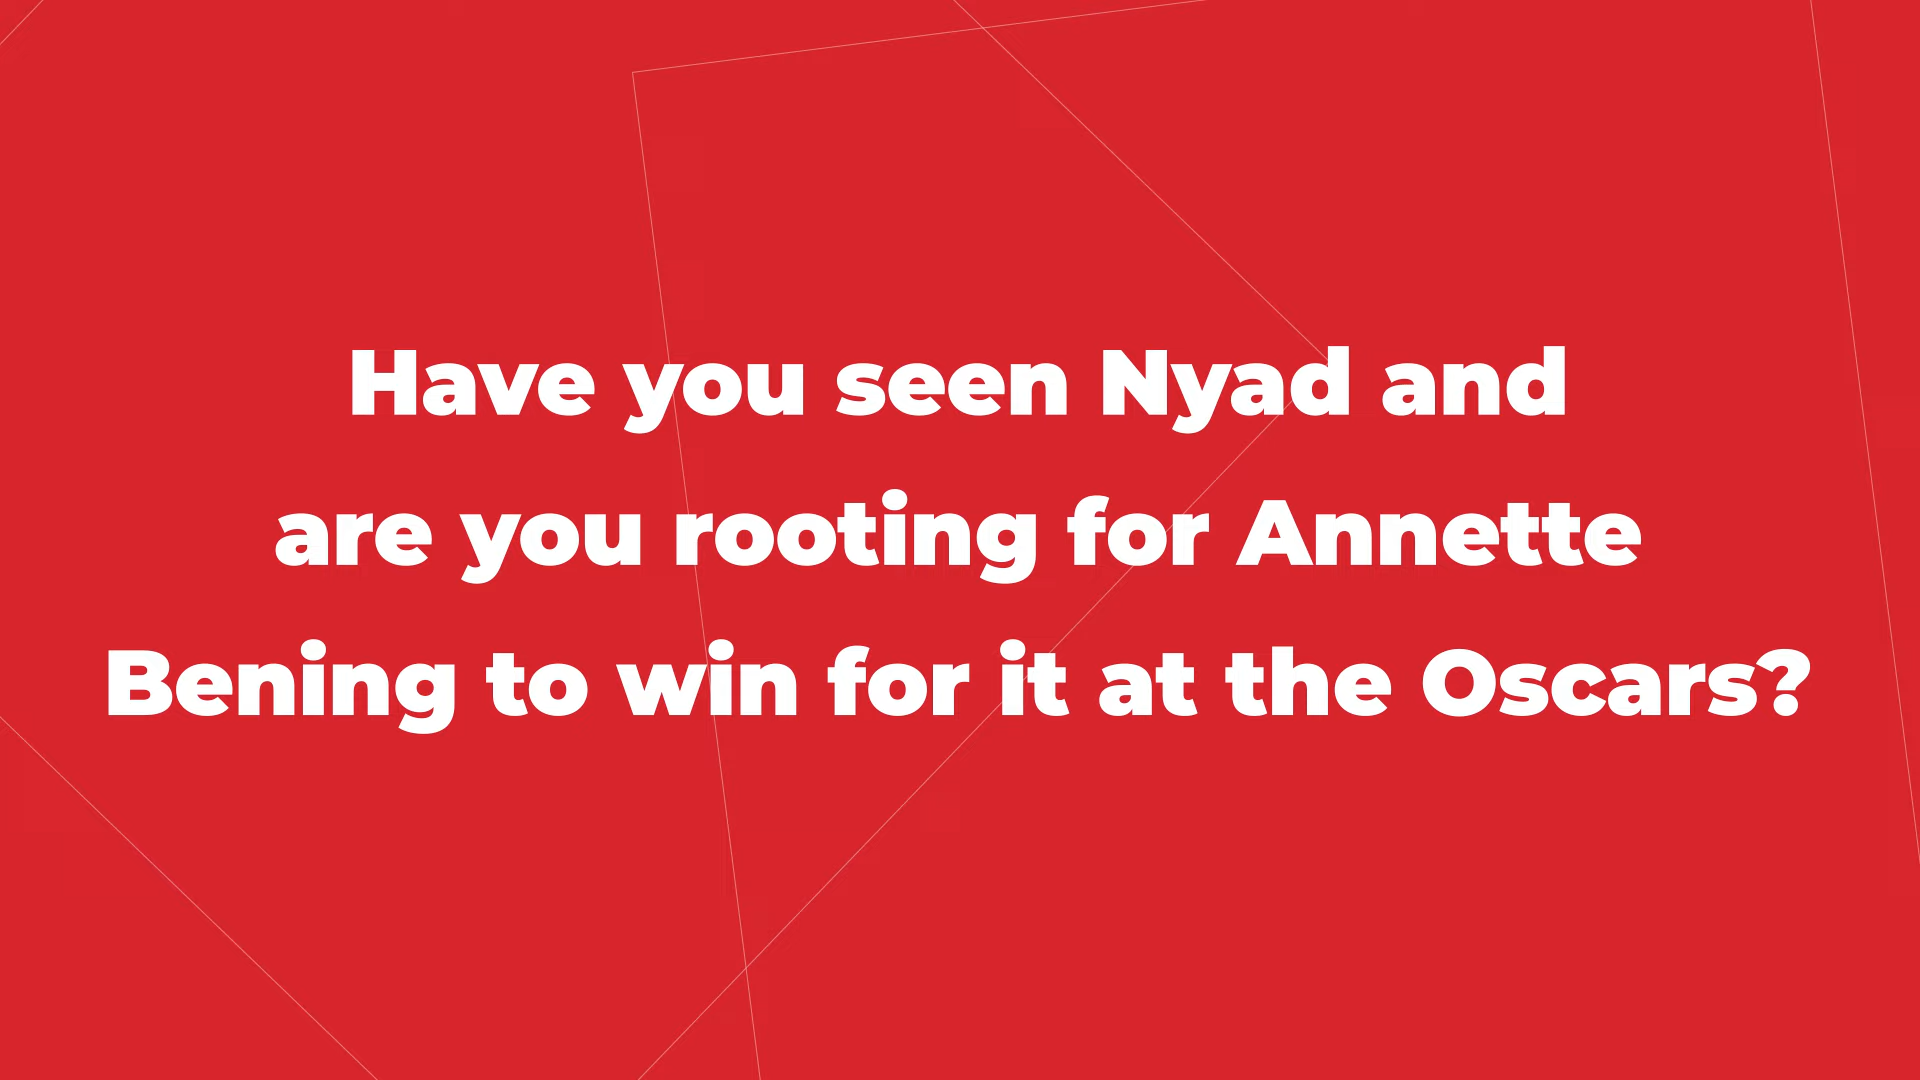 Have you seen Nyad and
are you rooting for Annette
Bening to win for it at the Oscars?